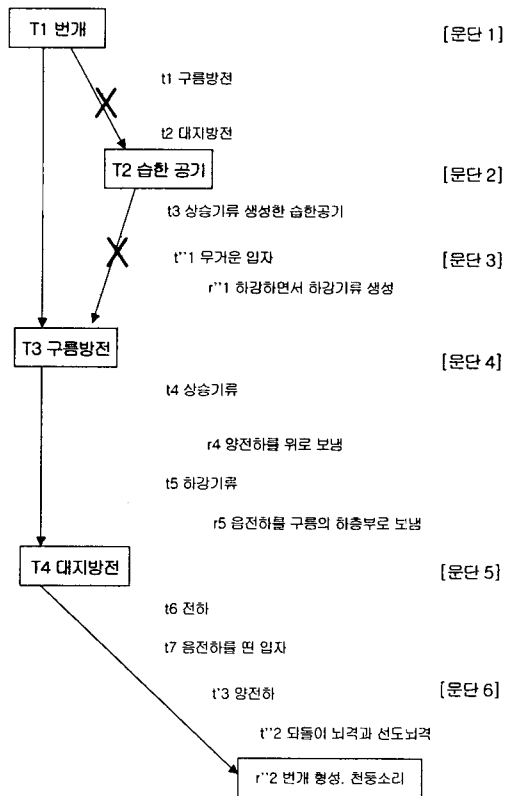 T1 번개
[문단 1]
t1 구름방전
t2 대지방전
T2 습한 공기
[문단 2]
t3 상승기류 생성한 습한공기
t''1 무거운 입자
[문단 3]
r''1 하강하면서 하강기류 생성
T3 구름방전
[문단 4]
t4 상승기류
r4 양전하를 위로 보냄
t5 하강기류
r5 음전하를 구름의 하층부로 보냄
T4 대지방전
[문단 5]
t6 전하
t7 음전하를 띤 입자
t'3 양전하
[문단 6]
t''2 되돌이 뇌격과 선도뇌격
r''2 번개 형성. 천둥소리